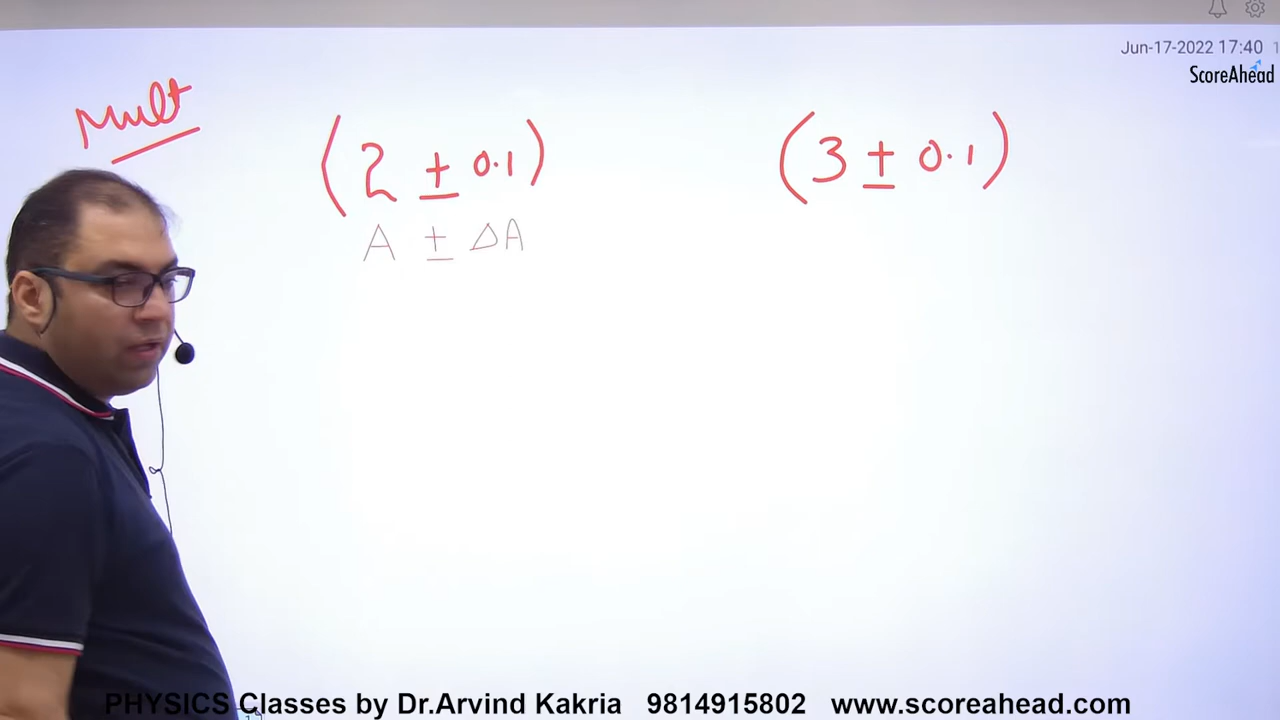 Jun-17-2022 17:40
ScoreAhead
Mult
(2 ± 0.1) (3 ± 0.1)
A ± ΔA
PHYSICS Classes by Dr.Arvind Kakria 9814915802 www.scoreahead.com